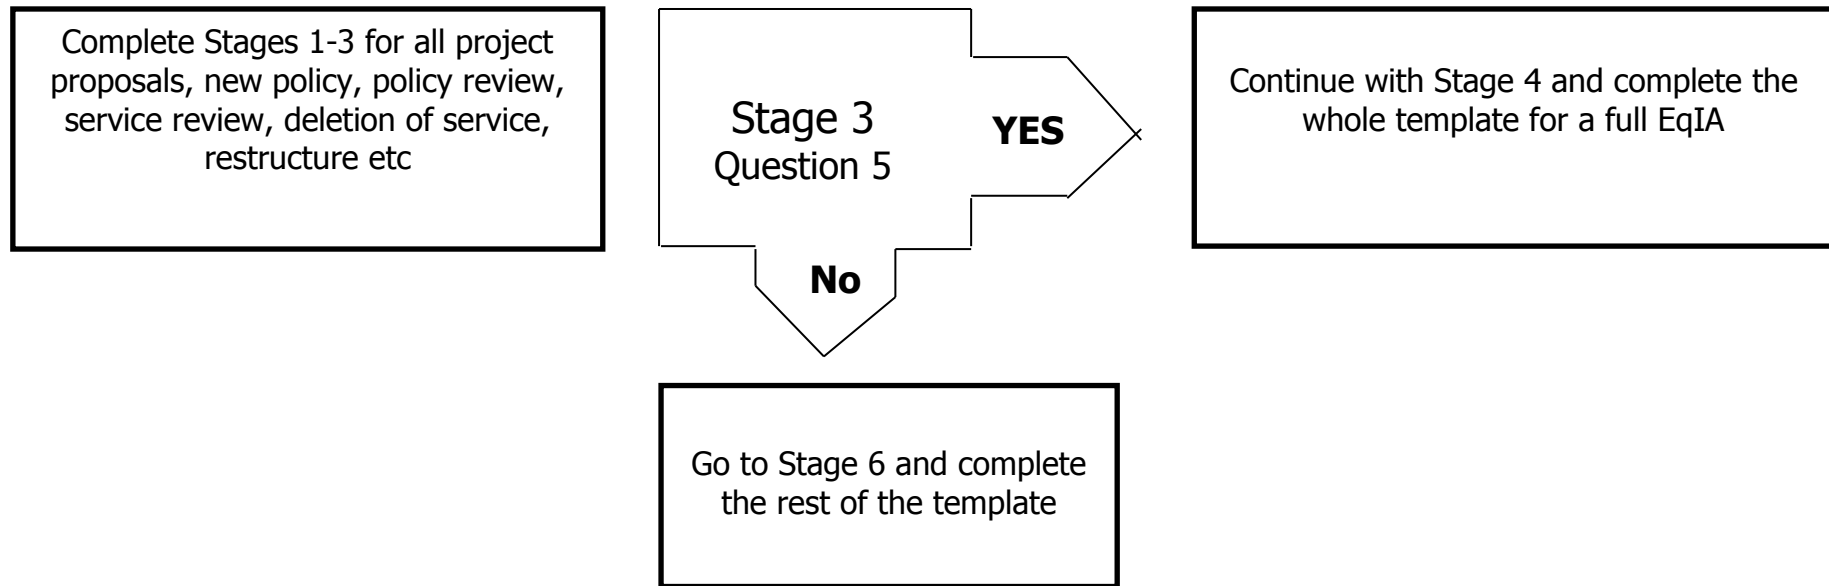 Complete Stages 1-3 for all project
proposals, new policy, policy review,
service review, deletion of service,
restructure etc
Stage 3
Question 5
YES
No
Continue with Stage 4 and complete the
whole template for a full EqIA
Go to Stage 6 and complete
the rest of the template